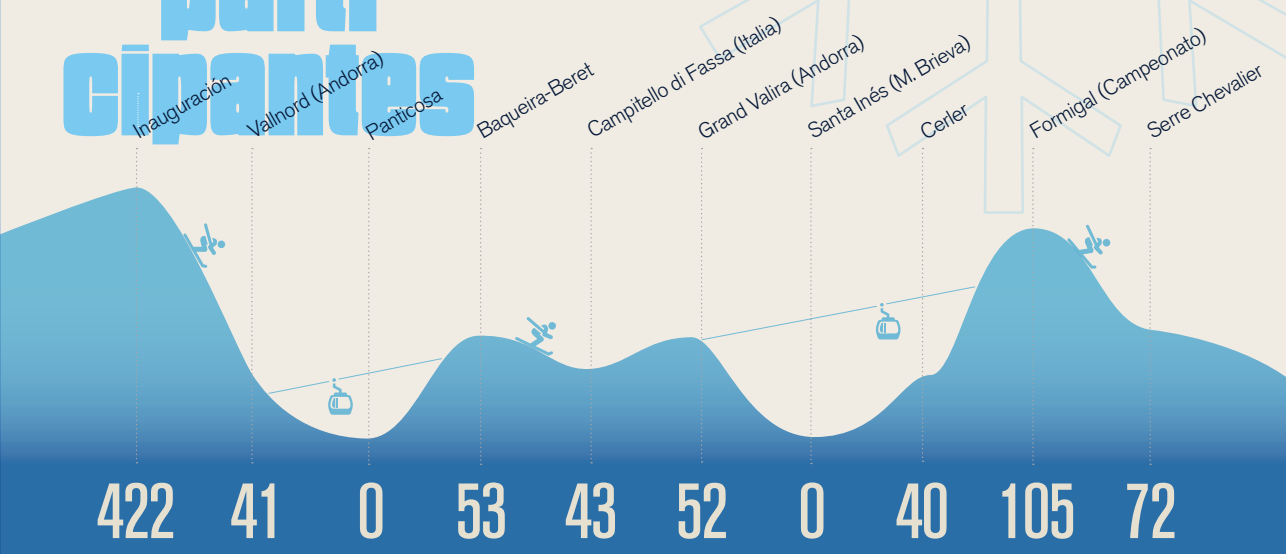 parti
cipantes
Inauguración
Vallnord (Andorra)
Panticosa
Baqueira-Beret
Campitello di Fassa (Italia)
Grand Valira (Andorra)
Santa Inés (M. Brieva)
Cerler
Formigal (Campeonato)
Serre Chevalier
422 41 0 53 43 52 0 40 105 72